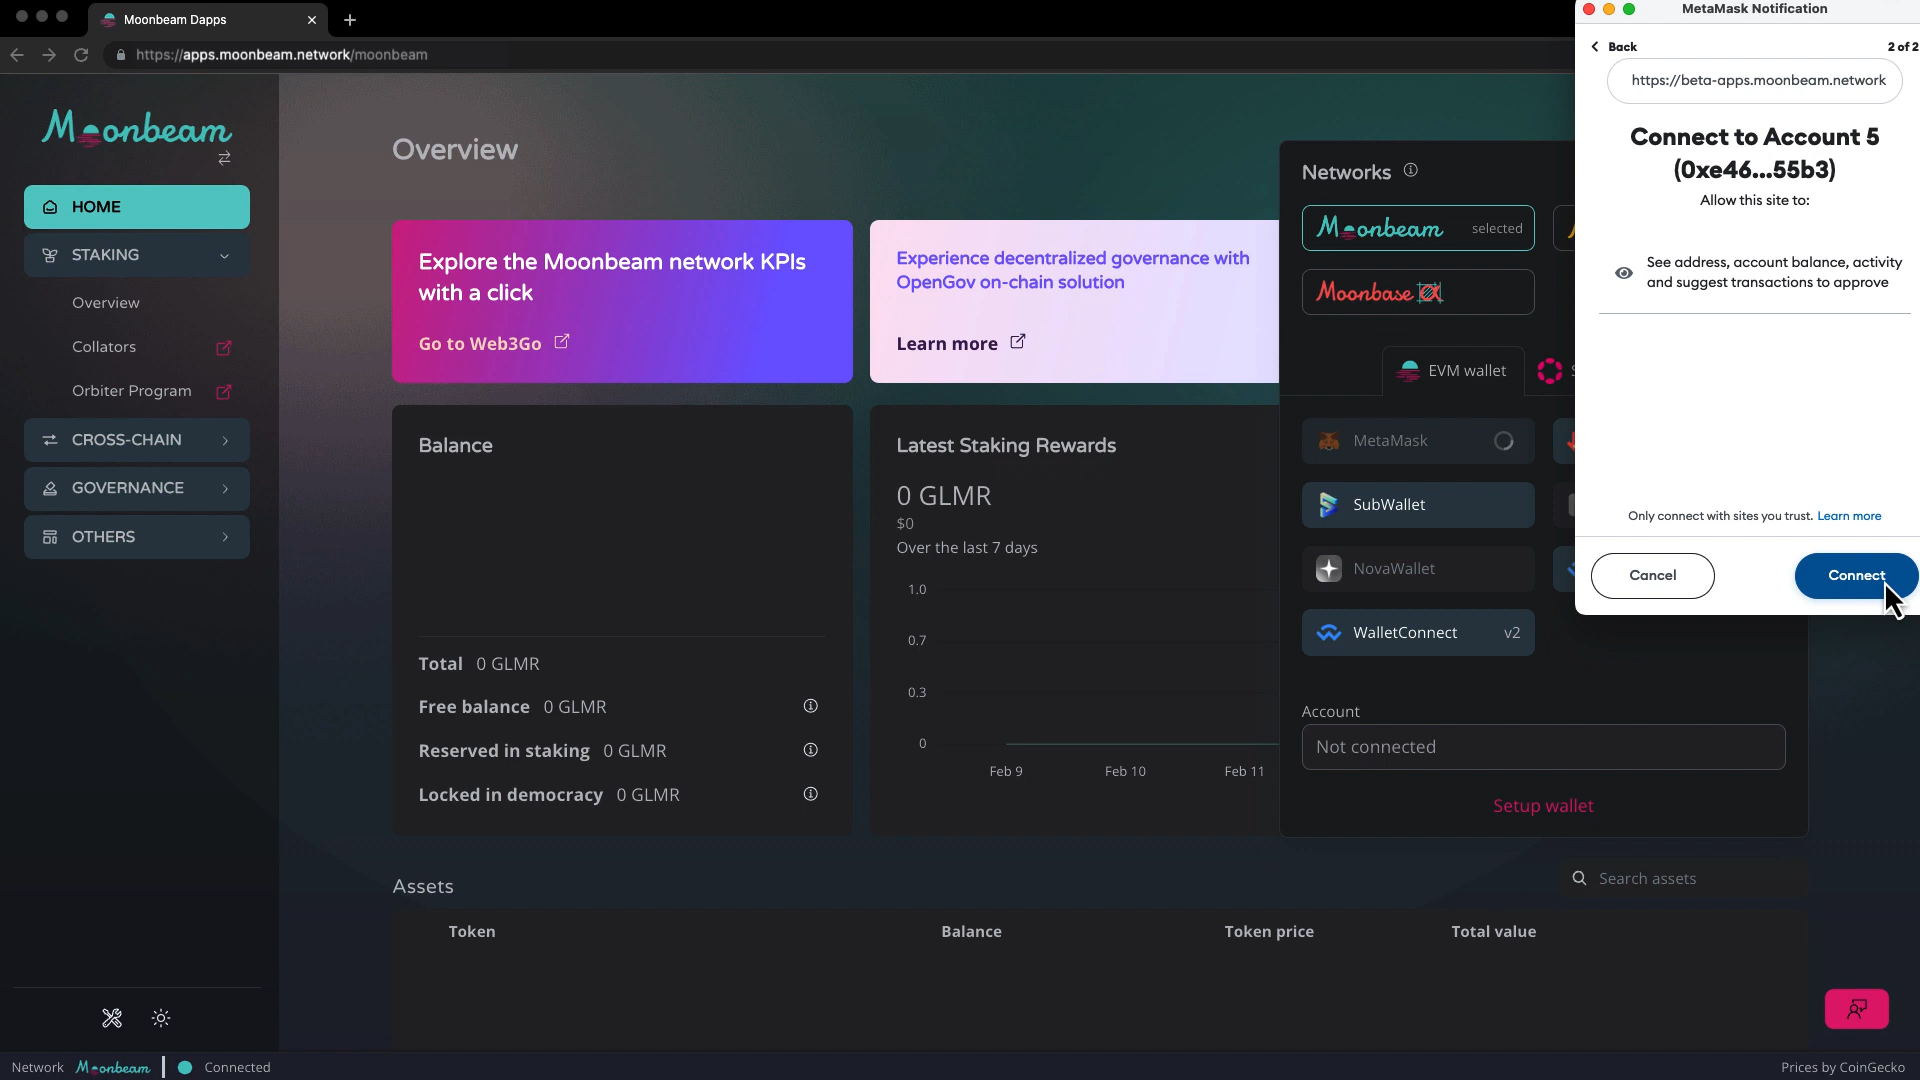 Moonbeam Dapps
https://apps.moonbeam.network/moonbeam
Moonbeam
HOME
STAKING
Overview
Collators
Orbiter Program
CROSS-CHAIN
GOVERNANCE
OTHERS
Overview
Explore the Moonbeam network KPIs
with a click
Go to Web3Go
Experience decentralized governance with
OpenGov on-chain solution
Learn more
Balance
Total 0 GLMR
Free balance 0 GLMR
Reserved in staking 0 GLMR
Locked in democracy 0 GLMR
Latest Staking Rewards
0 GLMR
$0
Over the last 7 days
1.0
0.7
0.3
0
Feb 9 Feb 10 Feb 11
Networks
Moonbeam selected
Moonbase
EVM wallet
MetaMask
SubWallet
NovaWallet
WalletConnect v2
Account
Not connected
Setup wallet
MetaMask Notification
Back 2 of 2
https://beta-apps.moonbeam.network
Connect to Account 5
(0xe46...55b3)
Allow this site to:
See address, account balance, activity
and suggest transactions to approve
Only connect with sites you trust. Learn more
Cancel Connect
Assets
Search assets
Token Balance Token price Total value
Network Moonbeam Connected
Prices by CoinGecko